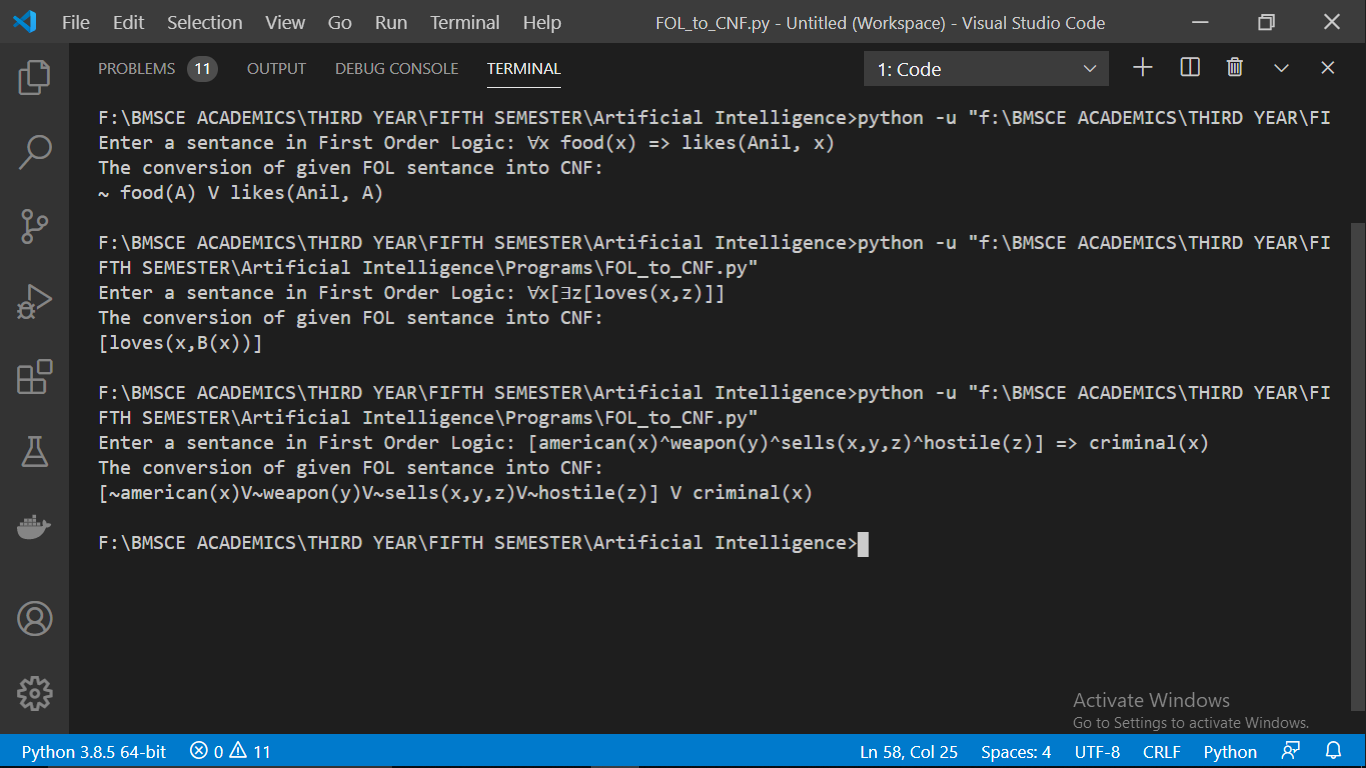 File Edit Selection View Go Run Terminal Help FOL_to_CNF.py - Untitled (Workspace) - Visual Studio Code
PROBLEMS 11 OUTPUT DEBUG CONSOLE TERMINAL 1: Code
F:\BMSCE ACADEMICS\THIRD YEAR\FIFTH SEMESTER\Artificial Intelligence>python -u "f:\BMSCE ACADEMICS\THIRD YEAR\FI
Enter a sentence in First Order Logic: ∀x food(x) => likes(Anil, x)
The conversion of given FOL sentance into CNF:
~ food(A) V likes(Anil, A)
F:\BMSCE ACADEMICS\THIRD YEAR\FIFTH SEMESTER\Artificial Intelligence>python -u "f:\BMSCE ACADEMICS\THIRD YEAR\FI
FTH SEMESTER\Artificial Intelligence\Programs\FOL_to_CNF.py"
Enter a sentance in First Order Logic: ∀x[∃z[loves(x,z)]]
The conversion of given FOL sentance into CNF:
[loves(x,B(x))]
F:\BMSCE ACADEMICS\THIRD YEAR\FIFTH SEMESTER\Artificial Intelligence>python -u "f:\BMSCE ACADEMICS\THIRD YEAR\FI
FTH SEMESTER\Artificial Intelligence\Programs\FOL_to_CNF.py"
Enter a sentance in First Order Logic: [american(x)^weapon(y)^sells(x,y,z)^hostile(z)] => criminal(x)
The conversion of given FOL sentance into CNF:
[~american(x)V~weapon(y)V~sells(x,y,z)V~hostile(z)] V criminal(x)
F:\BMSCE ACADEMICS\THIRD YEAR\FIFTH SEMESTER\Artificial Intelligence>
Activate Windows
Go to Settings to activate Windows.
Python 3.8.5 64-bit 0 11 Ln 58, Col 25 Spaces: 4 UTF-8 CRLF Python